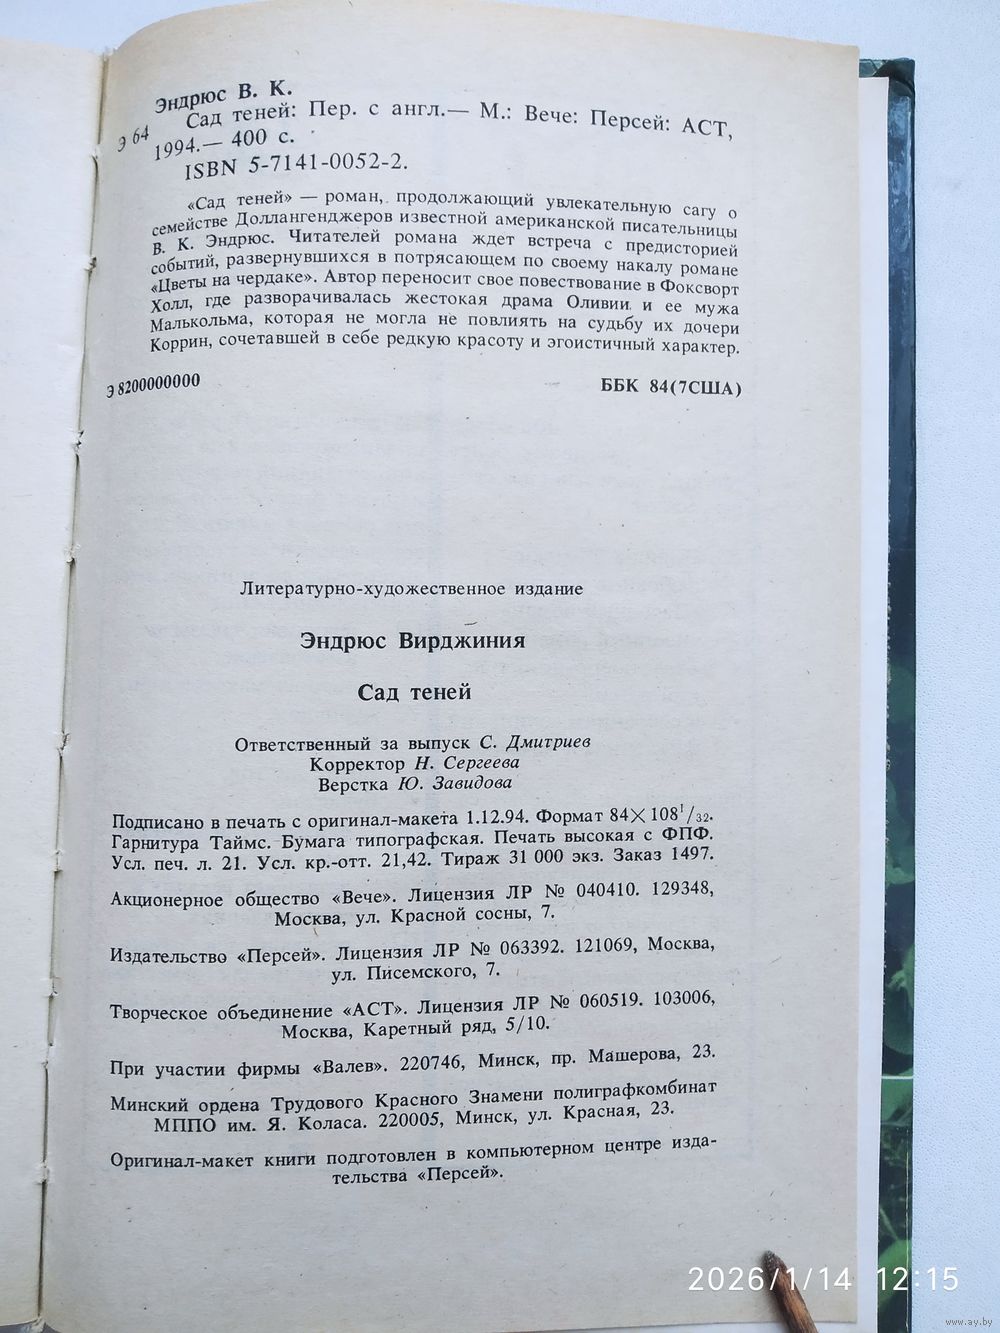 Эндрюс В. К.
Э 64 Сад теней: Пер. с англ.— М.: Вече: Персей: АСТ,
1994.— 400 с.
ISBN 5-7141-0052-2.
«Сад теней» — роман, продолжающий увлекательную сагу о
семействе Доллангенджеров известной американской писательницы
В. К. Эндрюс. Читателей романа ждет встреча с предисторией
событий, развернувшихся в потрясающем по своему накалу романе
«Цветы на чердаке». Автор переносит свое повествование в Фоксворт
Холл, где разворачивалась жестокая драма Оливии и ее мужа
Малькольма, которая не могла не повлиять на судьбу их дочери
Коррин, сочетавшей в себе редкую красоту и эгоистичный характер.
Э 8200000000 ББК 84(7США)
Литературно-художественное издание
Эндрюс Вирджиния
Сад теней
Ответственный за выпуск С. Дмитриев
Корректор Н. Сергеева
Верстка Ю. Завидова
Подписано в печать с оригинал-макета 1.12.94. Формат 84×108¹/₃₂.
Гарнитура Таймс. Бумага типографская. Печать высокая с ФПФ.
Усл. печ. л. 21. Усл. кр.-отт. 21,42. Тираж 31 000 экз. Заказ 1497.
Акционерное общество «Вече». Лицензия ЛР № 040410. 129348,
Москва, ул. Красной сосны, 7.
Издательство «Персей». Лицензия ЛР № 063392. 121069, Москва,
ул. Писемского, 7.
Творческое объединение «АСТ». Лицензия ЛР № 060519. 103006,
Москва, Каретный ряд, 5/10.
При участии фирмы «Валев». 220746, Минск, пр. Машерова, 23.
Минский ордена Трудового Красного Знамени полиграфкомбинат
МППО им. Я. Коласа. 220005, Минск, ул. Красная, 23.
Оригинал-макет книги подготовлен в компьютерном центре изда-
тельства «Персей».
2026/1/14 12:15
www.ay.by